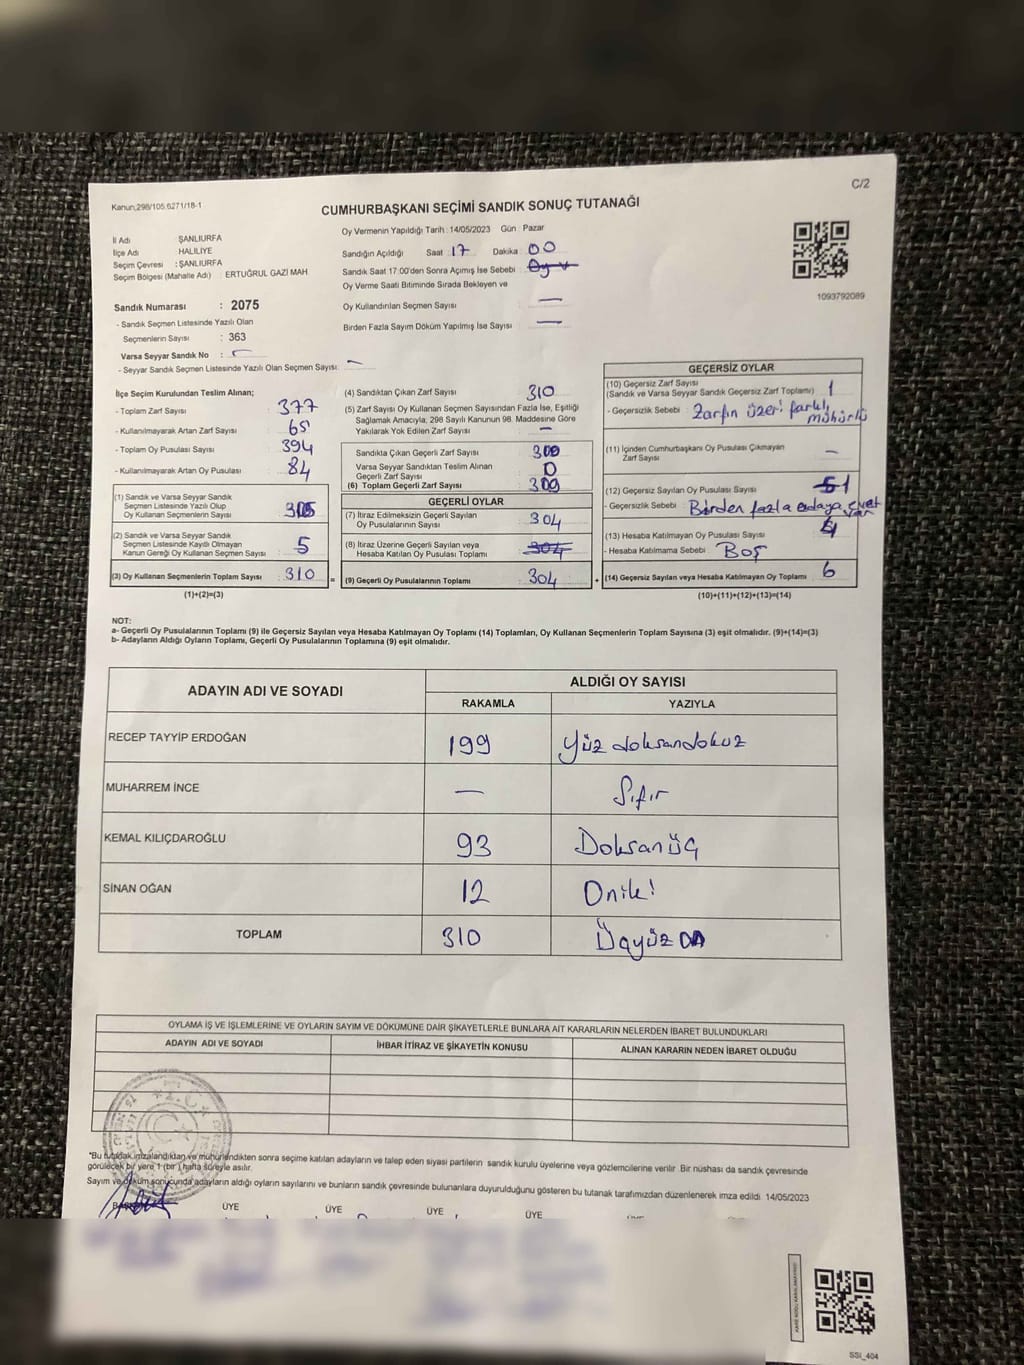 C/2
Kanun,298/105;6271/18-1
CUMHURBAŞKANI SEÇİMİ SANDIK SONUÇ TUTANAĞI
İl Adı : ŞANLIURFA
İlçe Adı : HALİLİYE
Seçim Çevresi : ŞANLIURFA
Seçim Bölgesi (Mahalle Adı) : ERTUĞRUL GAZİ MAH
Sandık Numarası : 2075
- Sandık Seçmen Listesinde Yazılı Olan
Seçmenlerin Sayısı : 363
Varsa Seyyar Sandık No :
- Seyyar Sandık Seçmen Listesinde Yazılı Olan Seçmen Sayısı: -
Oy Vermenin Yapıldığı Tarih : 14/05/2023 Gün : Pazar
Sandığın Açıldığı Saat 17 Dakika 00
Sandık Saat 17.00'den Sonra Açımış İse Sebebi :
Oy Verme Saati Bitiminde Sırada Bekleyen ve
Oy Kullandırılan Seçmen Sayısı —
Birden Fazla Sayım Döküm Yapılmış İse Sayısı —
1093792089
İlçe Seçim Kurulundan Teslim Alınan;
- Toplam Zarf Sayısı 377
- Kullanılmayarak Artan Zarf Sayısı 65
- Toplam Oy Pusulası Sayısı 394
- Kullanılmayarak Artan Oy Pusulası 84
(1) Sandık ve Varsa Seyyar Sandık
Seçmen Listesinde Yazılı Olup
Oy Kullanan Seçmenlerin Sayısı 305
(2) Sandık ve Varsa Seyyar Sandık
Seçmen Listesinde Kayıtlı Olmayan
Kanun Gereği Oy Kullanan Seçmen Sayısı 5
(3) Oy Kullanan Seçmenlerin Toplam Sayısı 310 =
(1)+(2)=(3)
(4) Sandıktan Çıkan Zarf Sayısı 310
(5) Zarf Sayısı Oy Kullanan Seçmen Sayısından Fazla İse, Eşitliği
Sağlamak Amacıyla, 298 Sayılı Kanunun 98. Maddesine Göre
Yakılarak Yok Edilen Zarf Sayısı —
Sandıkla Çıkan Geçerli Zarf Sayısı 309
Varsa Seyyar Sandıktan Teslim Alınan
Geçerli Zarf Sayısı 0
(6) Toplam Geçerli Zarf Sayısı 309
GEÇERLİ OYLAR
(7) İtiraz Edilmeksizin Geçerli Sayılan
Oy Pusulalarının Sayısı 304
(8) İtiraz Üzerine Geçerli Sayılan veya
Hesaba Katılan Oy Pusulası Toplamı 304
(9) Geçerli Oy Pusulalarının Toplamı 304 +
GEÇERSİZ OYLAR
(10) Geçersiz Zarf Sayısı
(Sandık ve Varsa Seyyar Sandık Geçersiz Zarf Toplamı) 1
- Geçersizlik Sebebi : Zarfın üzeri farklı
mühürlü
(11) İçinden Cumhurbaşkanı Oy Pusulası Çıkmayan
Zarf Sayısı —
(12) Geçersiz Sayılan Oy Pusulası Sayısı 1
- Geçersizlik Sebebi : Birden fazla adaya evet
var
(13) Hesaba Katılmayan Oy Pusulası Sayısı 4
- Hesaba Katılmama Sebebi Boş
(14) Geçersiz Sayılan veya Hesaba Katılmayan Oy Toplamı 6
(10)+(11)+(12)+(13)=(14)
NOT:
a- Geçerli Oy Pusulalarının Toplamı (9) ile Geçersiz Sayılan veya Hesaba Katılmayan Oy Toplamı (14) Toplamları, Oy Kullanan Seçmenlerin Toplam Sayısına (3) eşit olmalıdır. (9)+(14)=(3)
b- Adayların Aldığı Oyların Toplamı, Geçerli Oy Pusulalarının Toplamına (9) eşit olmalıdır.
ADAYIN ADI VE SOYADI ALDIĞI OY SAYISI
RAKAMLA YAZIYLA
RECEP TAYYİP ERDOĞAN 199 Yüz doksandokuz
MUHARREM İNCE — Sıfır
KEMAL KILIÇDAROĞLU 93 Doksanüç
SİNAN OĞAN 12 Oniki
TOPLAM 310 Üçyüz on
OYLAMA İŞ VE İŞLEMLERİNE VE OYLARIN SAYIM VE DÖKÜMÜNE DAİR ŞİKAYETLERLE BUNLARA AİT KARARLARIN NELERDEN İBARET BULUNDUKLARI
ADAYIN ADI VE SOYADI İHBAR İTİRAZ VE ŞİKAYETİN KONUSU ALINAN KARARIN NEDEN İBARET OLDUĞU
T.C.
"Bu tutanak imzalandıktan ve mühürlendikten sonra seçime katılan adayların ve talep eden siyasi partilerin sandık kurulu üyelerine veya gözlemcilerine verilir. Bir nüshası da sandık çevresinde
görülecek bir yere 1 (bir ) hafta süreyle asılır.
Sayım ve döküm sonucunda adayların aldığı oyların sayılarını ve bunların sandık çevresinde bulunanlara duyurulduğunu gösteren bu tutanak tarafımızdan düzenlenerek imza edildi. 14/05/2023
BAŞKAN ÜYE ÜYE ÜYE ÜYE
SSI_404